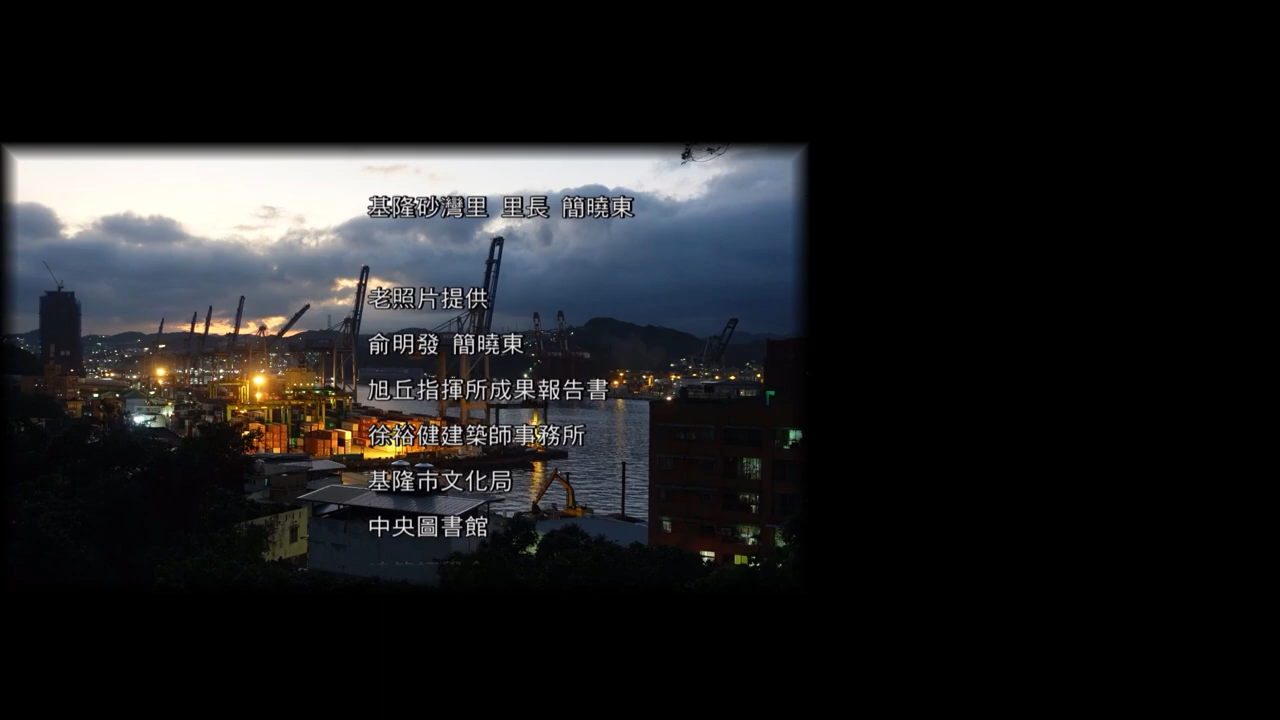 基隆砂灣里 里長 簡曉東
老照片提供
俞明發 簡曉東
旭丘指揮所成果報告書
徐裕健建築師事務所
基隆市文化局
中央圖書館